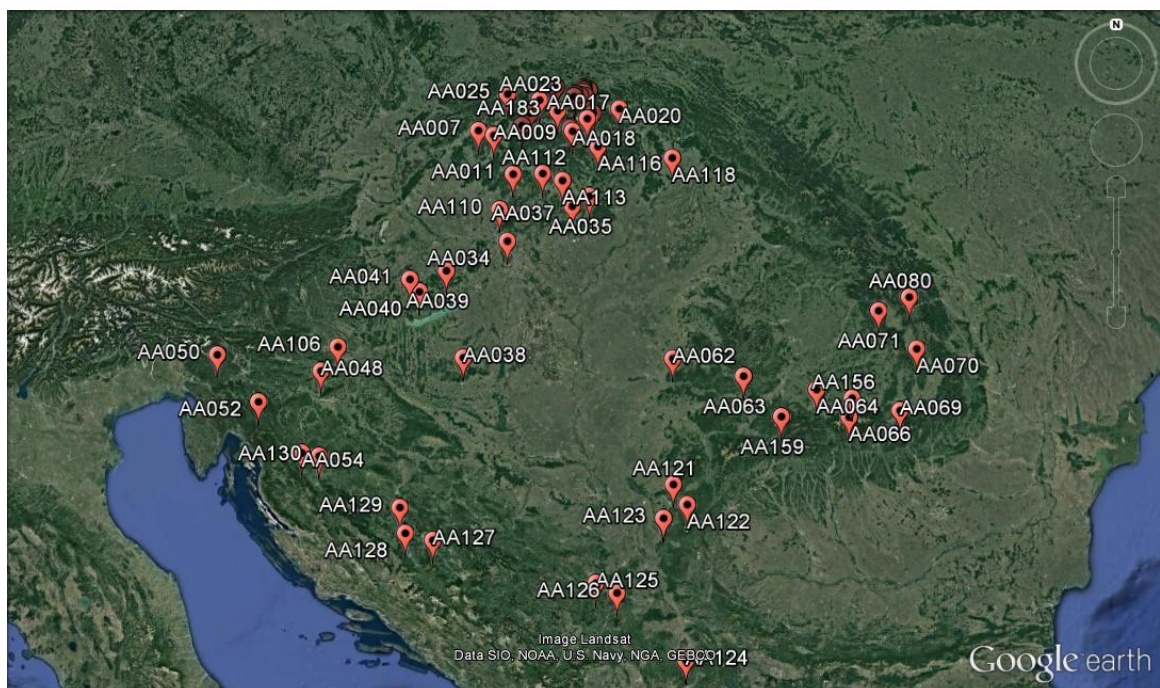 N
AA023
AA025
AA183
AA017
AA020
AA007
AA009
AA018
AA112
AA116
AA011
AA118
AA113
AA110
AA037
AA035
AA034
AA041
AA039
AA040
AA080
AA071
AA106
AA050
AA048
AA038
AA062
AA070
AA156
AA063
AA064
AA069
AA052
AA159
AA066
AA130
AA054
AA121
AA129
AA123
AA122
AA128
AA127
AA126
AA125
Image Landsat
Data SIO, NOAA, U.S. Navy, NGA, GEBCO
AA124
Google earth